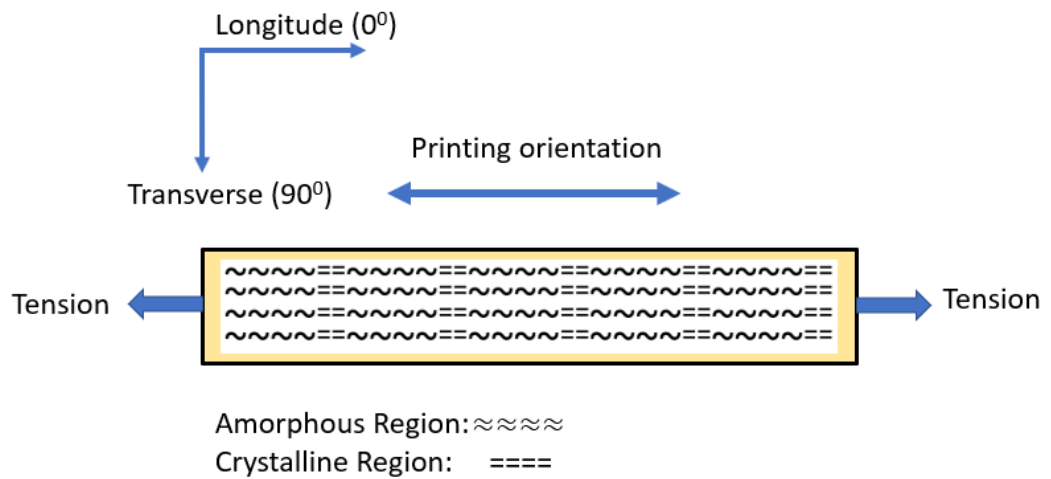 Longitude (0⁰)
Printing orientation
Transverse (90⁰)
~~~~==~~~~==~~~~==~~~~==~~~~==
~~~~==~~~~==~~~~==~~~~==~~~~==
~~~~==~~~~==~~~~==~~~~==~~~~==
~~~~==~~~~==~~~~==~~~~==~~~~==
Tension
Tension
Amorphous Region:≈≈≈≈
Crystalline Region: ====